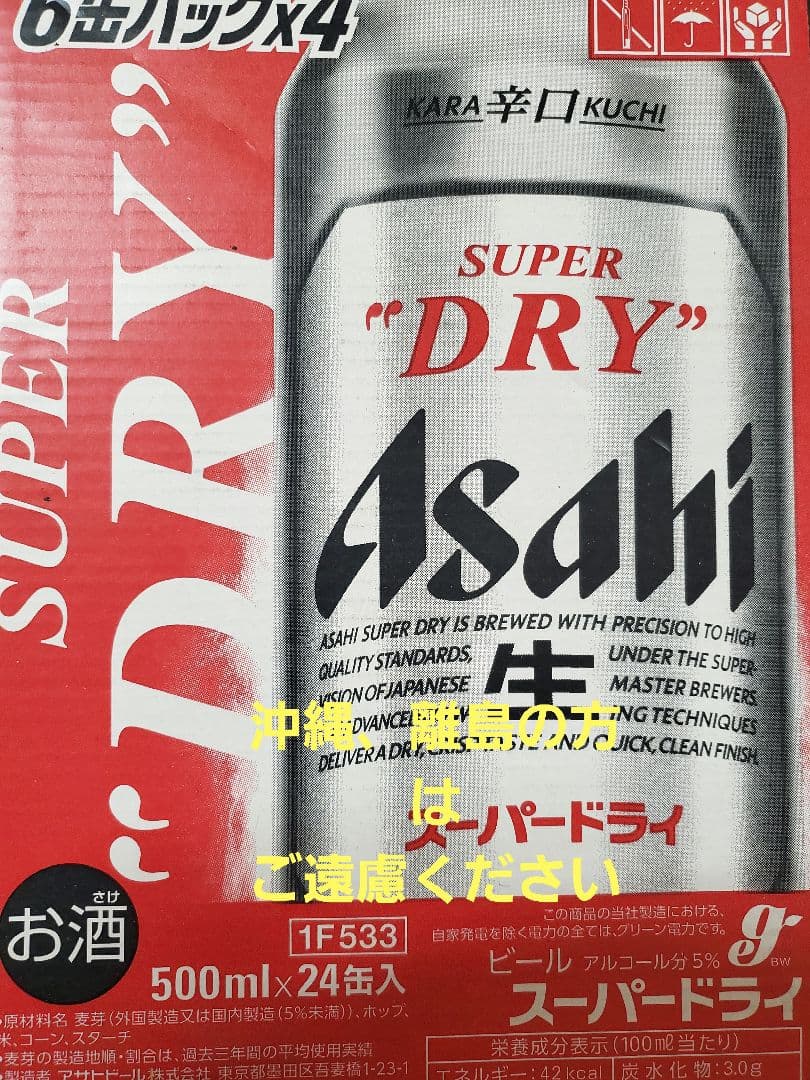 6缶パック×4
KARA 辛口 KUCHI
SUPER
"DRY"
SUPER
"DRY”
Asahi
ASAHI SUPER DRY IS BREWED WITH PRECISION TO HIGH
QUALITY STANDARDS, 生 UNDER THE SUPER-
VISION OF JAPANESE MASTER BREWERS.
DELIVER A DRY, AND QUICK, CLEAN FINISH.
沖縄、離島の方
は
ご遠慮ください
スーパードライ
さけ
お酒
1F533
500ml×24缶入
この商品の当社製造における、
自家発電を除く電力の全ては、グリーン電力です。
g
BW
ビール アルコール分5%
スーパードライ
•原材料名 麦芽(外国製造又は国内製造(5%未満))、ホップ、
米、コーン、スターチ
•麦芽の製造地順・割合は、過去三年間の平均使用実績
•製造者 アサヒビール 東京都墨田区吾妻橋1-23-1
栄養成分表示(100ml当たり)
エネルギー:42kcal 炭水化物:3.0g